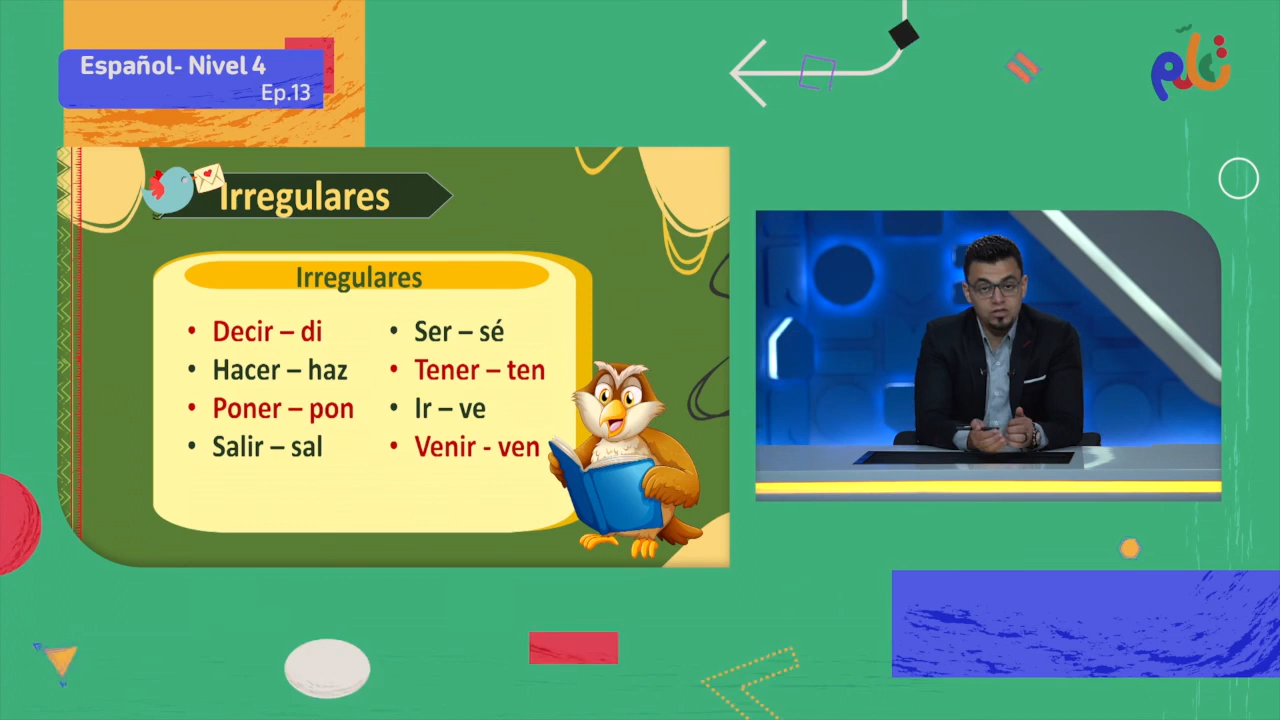 Español- Nivel 4
Ep.13
نتعلم
Irregulares
Irregulares
• Decir – di
• Hacer – haz
• Poner – pon
• Salir – sal
• Ser – sé
• Tener – ten
• Ir – ve
• Venir - ven